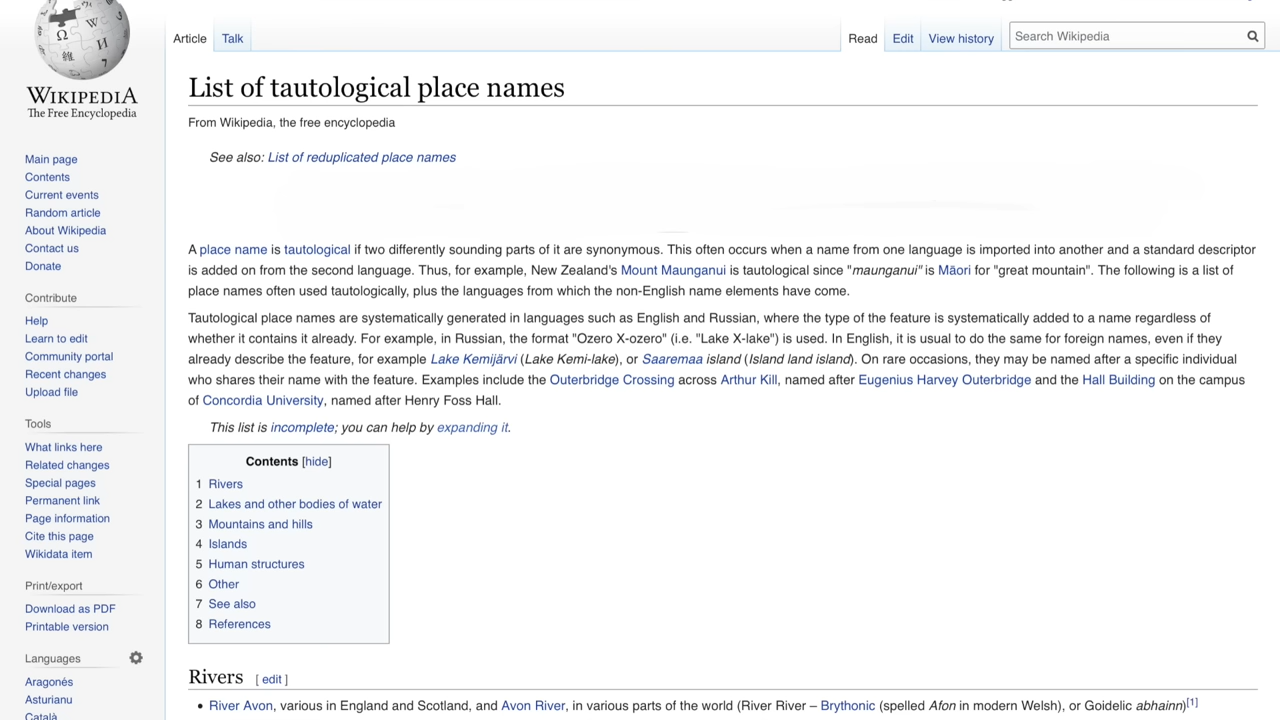 WIKIPEDIA
The Free Encyclopedia
Main page
Contents
Current events
Random article
About Wikipedia
Contact us
Donate
Contribute
Help
Learn to edit
Community portal
Recent changes
Upload file
Tools
What links here
Related changes
Special pages
Permanent link
Page information
Cite this page
Wikidata item
Print/export
Download as PDF
Printable version
Languages
Aragonés
Asturianu
Català
Article Talk Read Edit View history Search Wikipedia
List of tautological place names
From Wikipedia, the free encyclopedia
See also: List of reduplicated place names
A place name is tautological if two differently sounding parts of it are synonymous. This often occurs when a name from one language is imported into another and a standard descriptor
is added on from the second language. Thus, for example, New Zealand's Mount Maunganui is tautological since "maunganui" is Māori for "great mountain". The following is a list of
place names often used tautologically, plus the languages from which the non-English name elements have come.
Tautological place names are systematically generated in languages such as English and Russian, where the type of the feature is systematically added to a name regardless of
whether it contains it already. For example, in Russian, the format "Ozero X-ozero" (i.e. "Lake X-lake") is used. In English, it is usual to do the same for foreign names, even if they
already describe the feature, for example Lake Kemijärvi (Lake Kemi-lake), or Saaremaa island (Island land island). On rare occasions, they may be named after a specific individual
who shares their name with the feature. Examples include the Outerbridge Crossing across Arthur Kill, named after Eugenius Harvey Outerbridge and the Hall Building on the campus
of Concordia University, named after Henry Foss Hall.
This list is incomplete; you can help by expanding it.
Contents [hide]
1 Rivers
2 Lakes and other bodies of water
3 Mountains and hills
4 Islands
5 Human structures
6 Other
7 See also
8 References
Rivers [ edit ]
• River Avon, various in England and Scotland, and Avon River, in various parts of the world (River River – Brythonic (spelled Afon in modern Welsh), or Goidelic abhainn)[1]